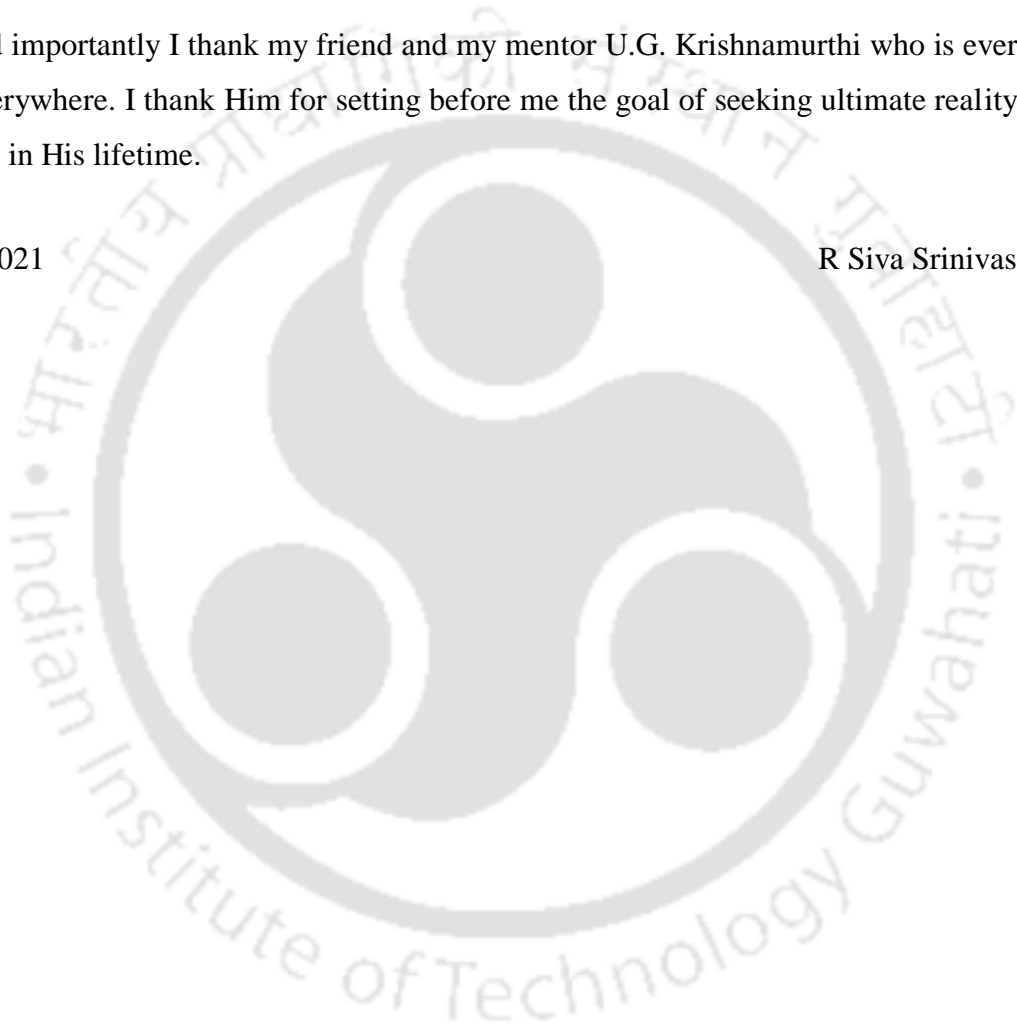 importantly I thank my friend and my mentor U.G. Krishnamurthi who is ever
erywhere. I thank Him for setting before me the goal of seeking ultimate reality
in His lifetime.
021 R Siva Srinivas
भारतीय प्रौद्योगिकी संस्थान गुवाहाटी
• Indian Institute of Technology Guwahati •